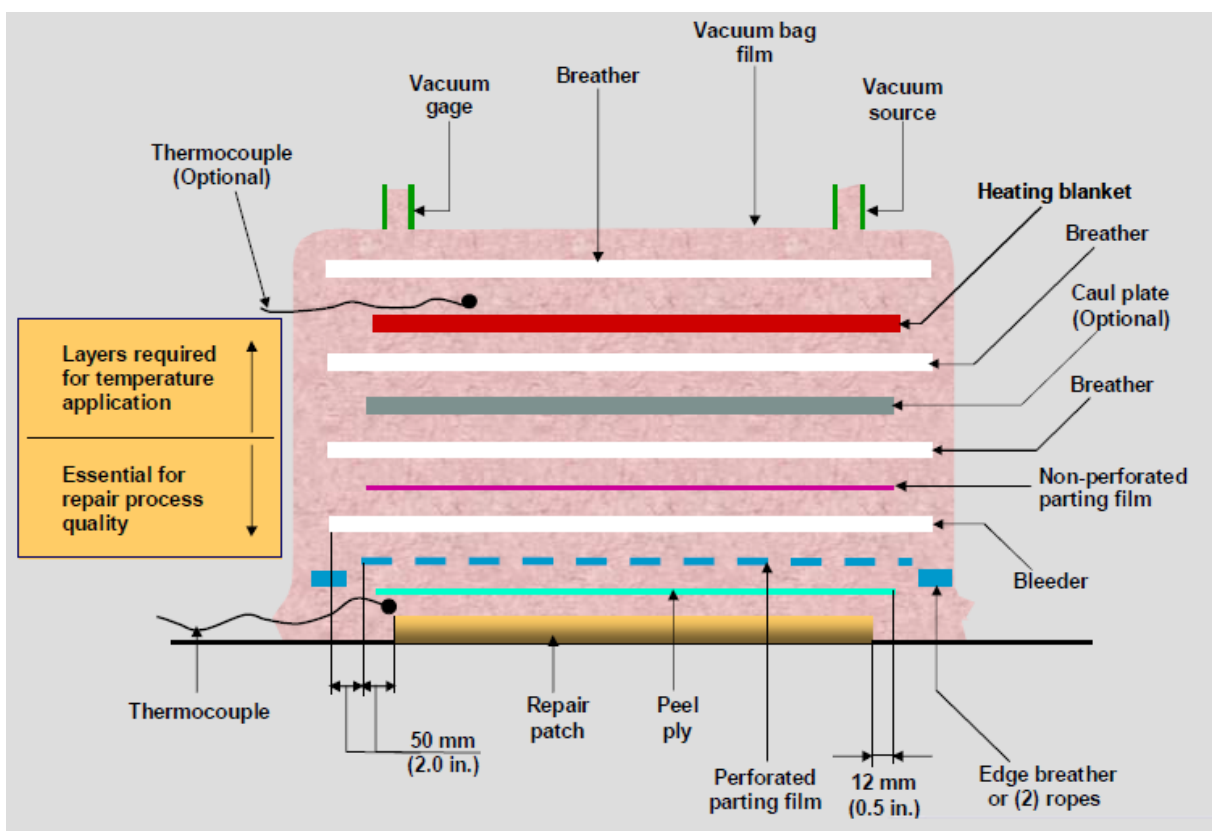 Vacuum bag
film
Breather
Vacuum
gage
Vacuum
source
Thermocouple
(Optional)
Heating blanket
Breather
Caul plate
(Optional)
Layers required
for temperature
application
Breather
Essential for
repair process
quality
Non-perforated
parting film
Bleeder
Thermocouple
Repair
patch
Peel
ply
50 mm
(2.0 in.)
Perforated
parting film
12 mm
(0.5 in.)
Edge breather
or (2) ropes